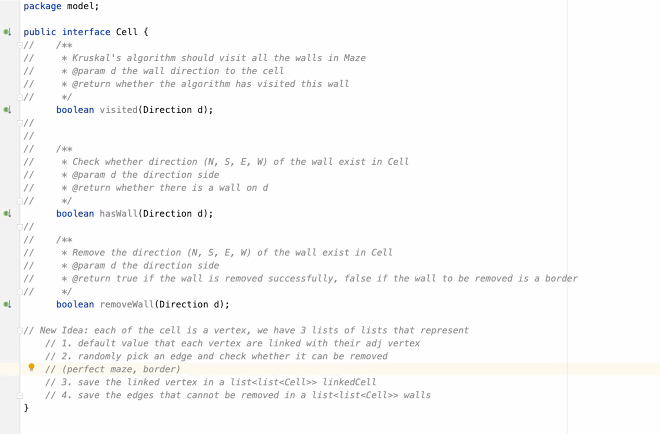 package model;
public interface Cell {
//    /**
//     * Kruskal's algorithm should visit all the walls in Maze
//     * @param d the wall direction to the cell
//     * @return whether the algorithm has visited this wall
//     */
      boolean visited(Direction d);
//
//
//    /**
//     * Check whether direction (N, S, E, W) of the wall exist in Cell
//     * @param d the direction side
//     * @return whether there is a wall on d
//     */
      boolean hasWall(Direction d);
//
//    /**
//     * Remove the direction (N, S, E, W) of the wall exist in Cell
//     * @param d the direction side
//     * @return true if the wall is removed successfully, false if the wall to be removed is a border
//     */
      boolean removeWall(Direction d);
// New Idea: each of the cell is a vertex, we have 3 lists of lists that represent
    // 1. default value that each vertex are linked with their adj vertex
    // 2. randomly pick an edge and check whether it can be removed
    // (perfect maze, border)
    // 3. save the linked vertex in a list<list<Cell>> linkedCell
    // 4. save the edges that cannot be removed in a list<list<Cell>> walls
}